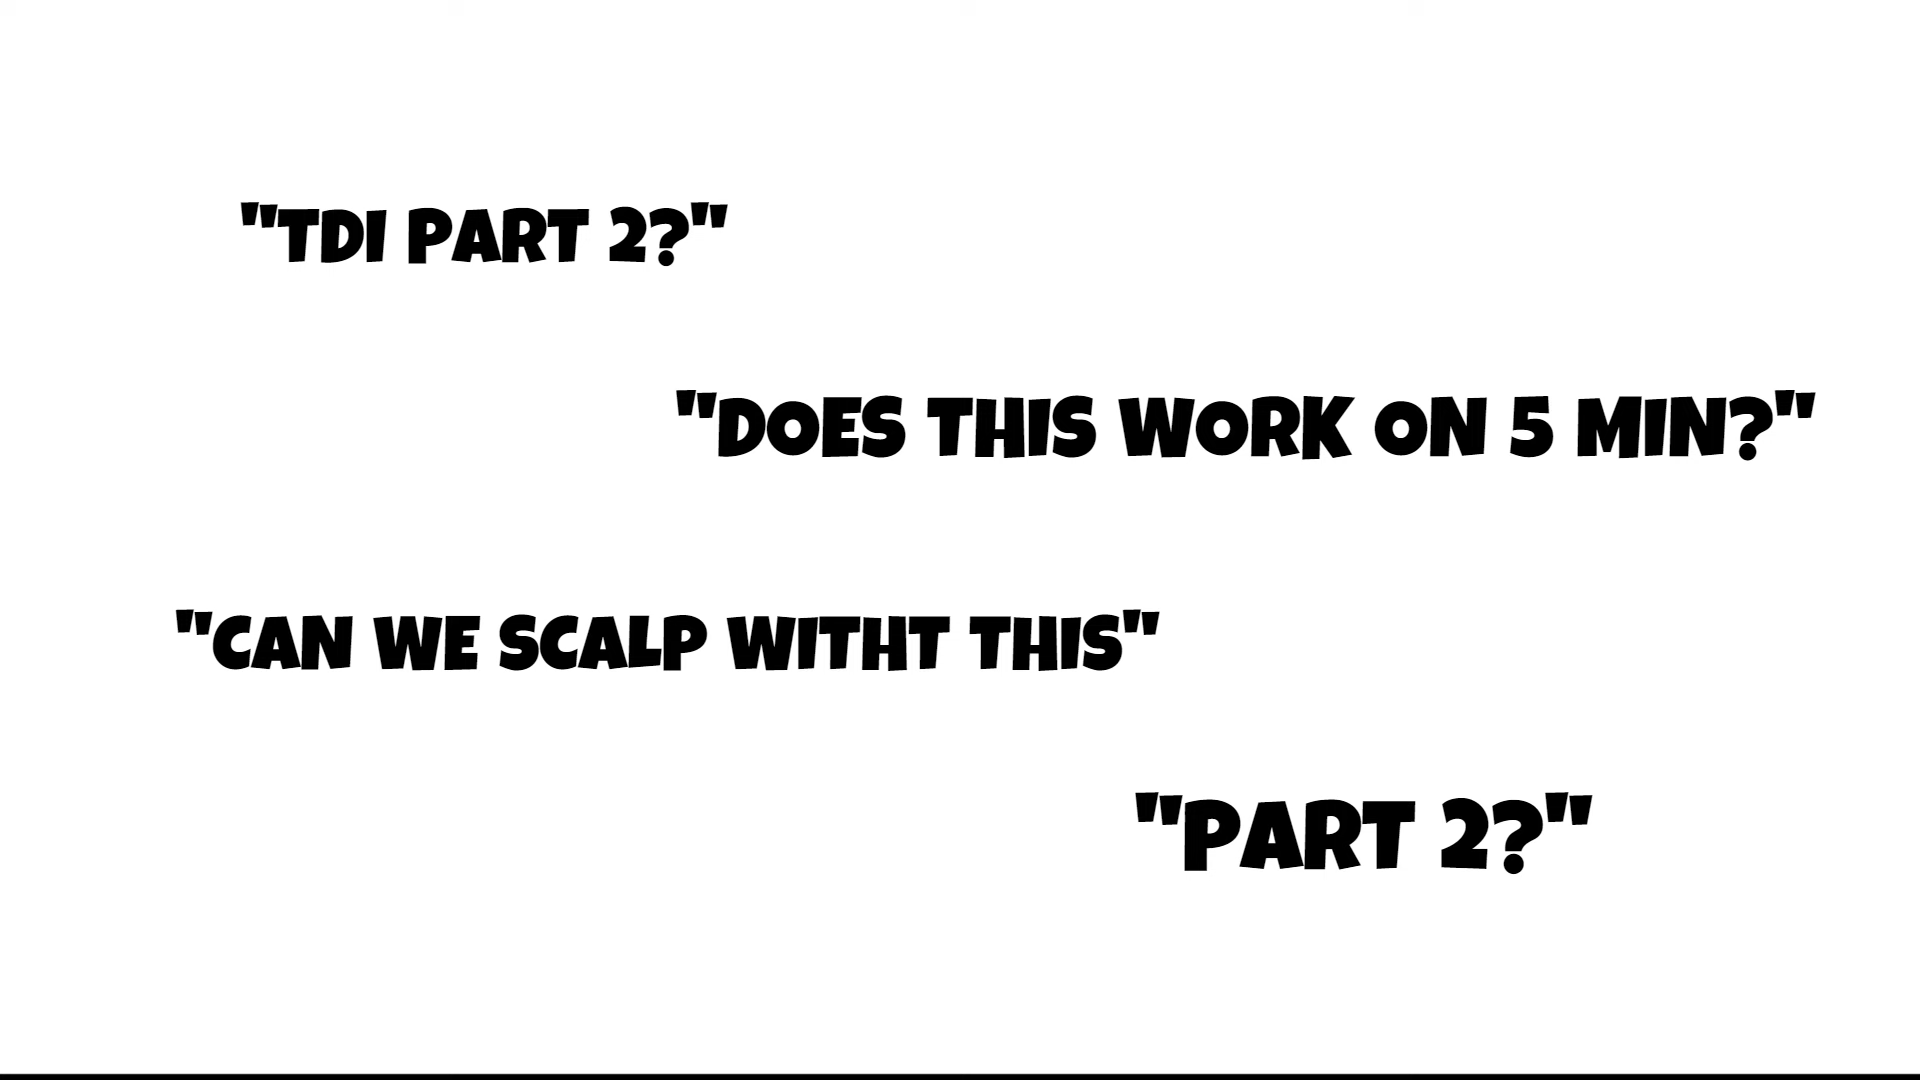 "TDI PART 2?"
"DOES THIS WORK ON 5 MIN?"
"CAN WE SCALP WITHT THIS"
"PART 2?"